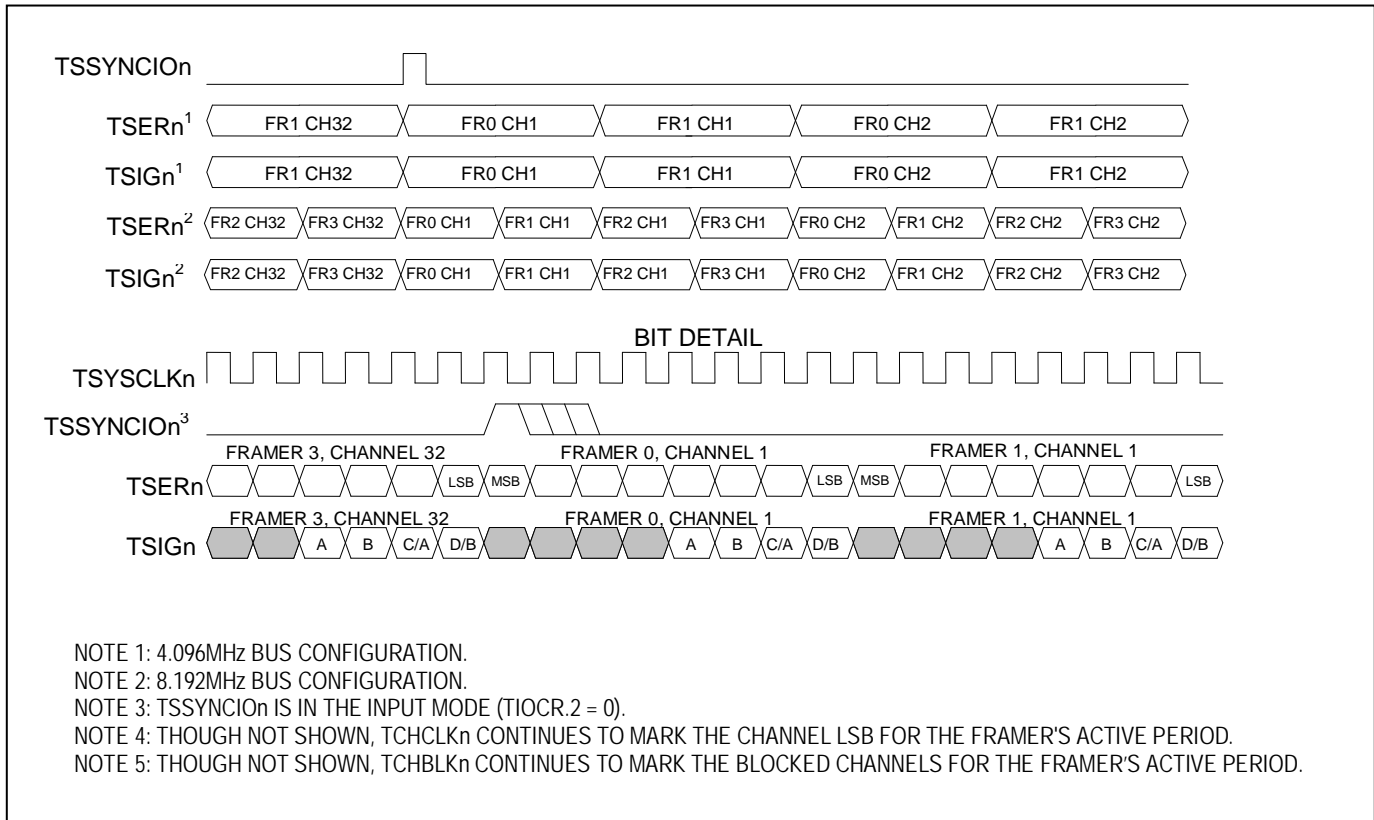 TSSYNCIOn
TSERn¹ FR1 CH32 FR0 CH1 FR1 CH1 FR0 CH2 FR1 CH2
TSIGn¹ FR1 CH32 FR0 CH1 FR1 CH1 FR0 CH2 FR1 CH2
TSERn² FR2 CH32 FR3 CH32 FR0 CH1 FR1 CH1 FR2 CH1 FR3 CH1 FR0 CH2 FR1 CH2 FR2 CH2 FR3 CH2
TSIGn² FR2 CH32 FR3 CH32 FR0 CH1 FR1 CH1 FR2 CH1 FR3 CH1 FR0 CH2 FR1 CH2 FR2 CH2 FR3 CH2
BIT DETAIL
TSYSCLKn
TSSYNCIOn³
FRAMER 3, CHANNEL 32 FRAMER 0, CHANNEL 1 FRAMER 1, CHANNEL 1
TSERn LSB MSB LSB MSB LSB
FRAMER 3, CHANNEL 32 FRAMER 0, CHANNEL 1 FRAMER 1, CHANNEL 1
TSIGn A B C/A D/B A B C/A D/B A B C/A D/B
NOTE 1: 4.096MHz BUS CONFIGURATION.
NOTE 2: 8.192MHz BUS CONFIGURATION.
NOTE 3: TSSYNCIOn IS IN THE INPUT MODE (TIOCR.2 = 0).
NOTE 4: THOUGH NOT SHOWN, TCHCLKn CONTINUES TO MARK THE CHANNEL LSB FOR THE FRAMER'S ACTIVE PERIOD.
NOTE 5: THOUGH NOT SHOWN, TCHBLKn CONTINUES TO MARK THE BLOCKED CHANNELS FOR THE FRAMER'S ACTIVE PERIOD.